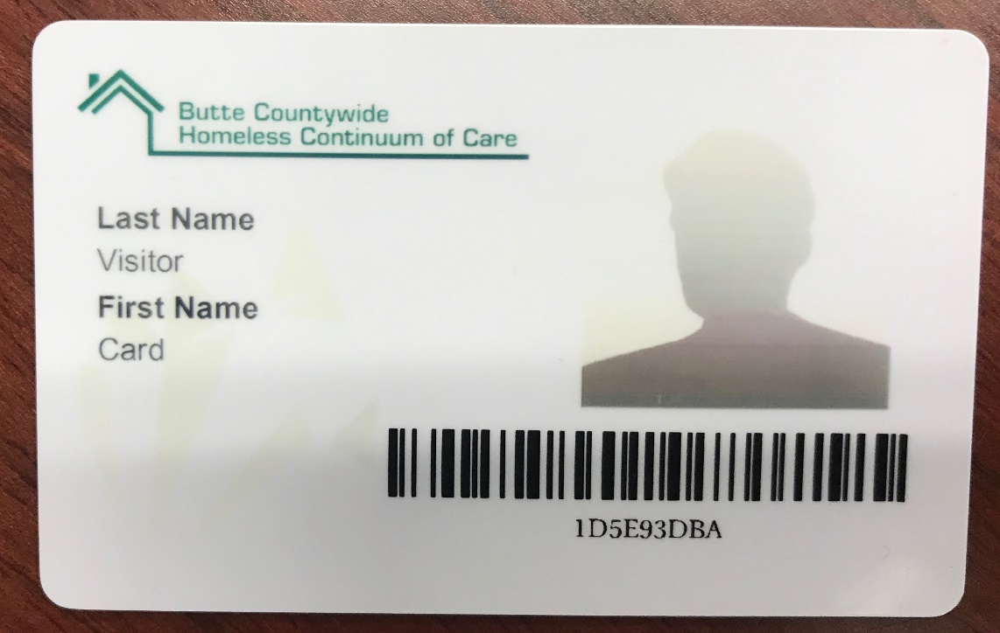 Butte Countywide
Homeless Continuum of Care
Last Name
Visitor
First Name
Card
1D5E93DBA